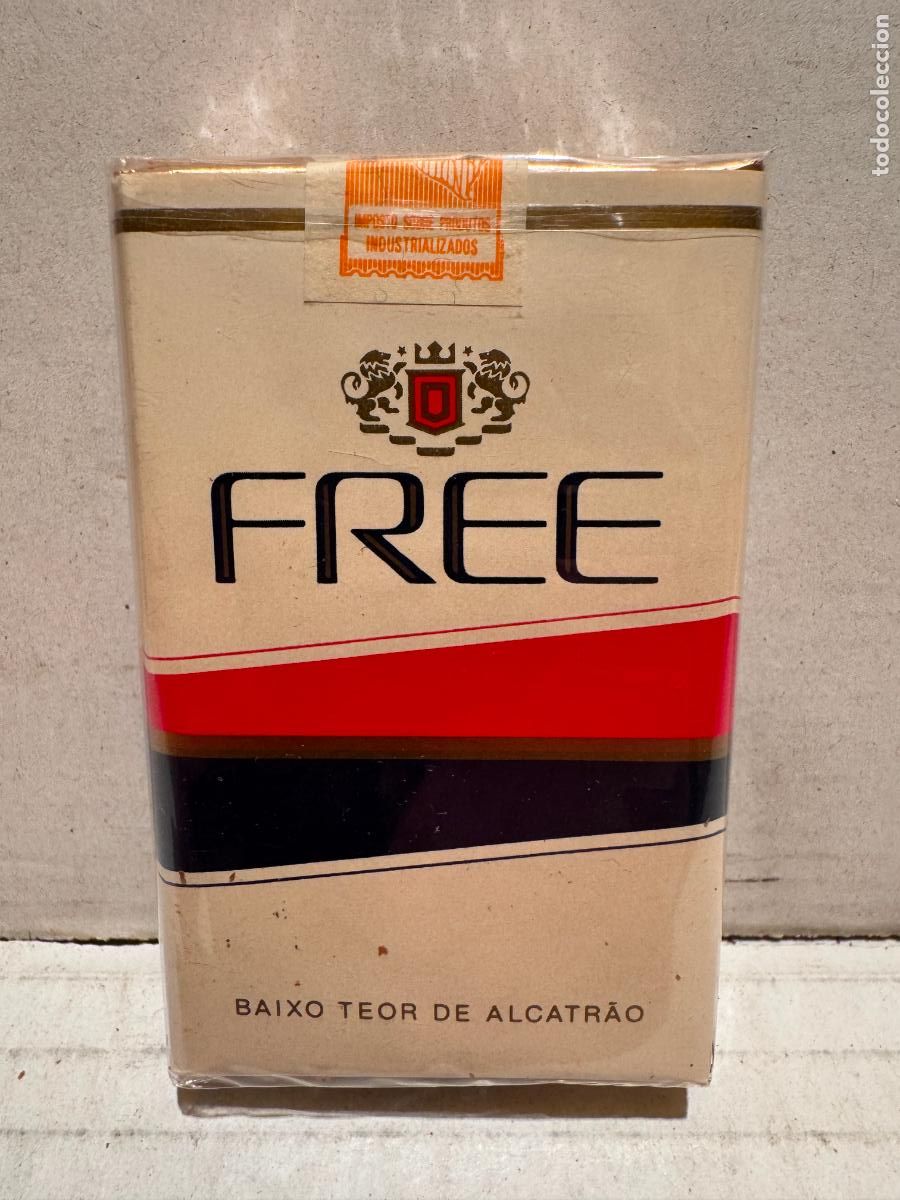 IMPOSTO SOBRE PRODUTOS
INDUSTRIALIZADOS
FREE
BAIXO TEOR DE ALCATRÃO
todocoleccion